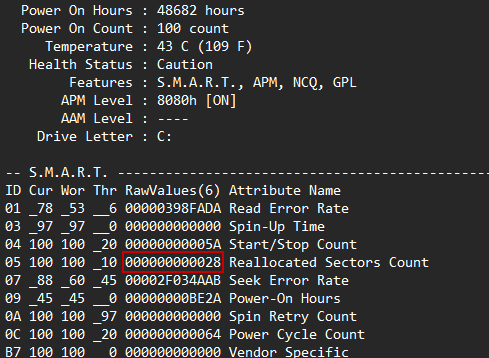 Power On Hours : 48682 hours
Power On Count : 100 count
Temperature : 43 C (109 F)
Health Status : Caution
Features : S.M.A.R.T., APM, NCQ, GPL
APM Level : 8080h [ON]
AAM Level : ----
Drive Letter : C:
-- S.M.A.R.T. --------------------------------------------------
ID Cur Wor Thr RawValues(6) Attribute Name
01 _78 _53 __6 00000398FADA Read Error Rate
03 _97 _97 __0 000000000000 Spin-Up Time
04 100 100 _20 00000000005A Start/Stop Count
05 100 100 _10 000000000028 Reallocated Sectors Count
07 _88 _60 _45 00002F034AAB Seek Error Rate
09 _45 _45 __0 00000000BE2A Power-On Hours
0A 100 100 _97 000000000000 Spin Retry Count
0C 100 100 _20 000000000064 Power Cycle Count
B7 100 100 __0 000000000000 Vendor Specific